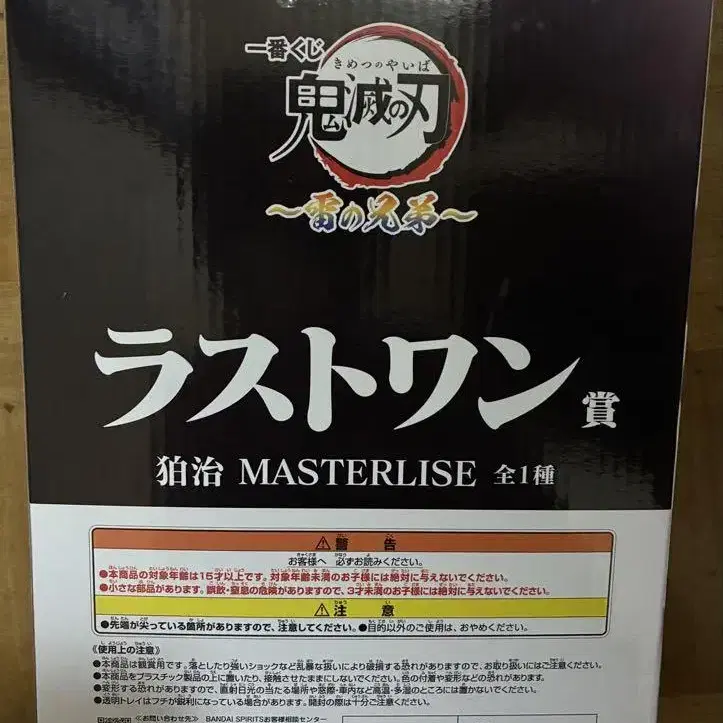 一番くじ
きめつのやいば
鬼滅の刃
～雷の兄弟～
ラストワン賞
狛治 MASTERLISE 全1種
⚠警告
お客様へ 必ずお読みください。
●本商品の対象年齢は15才以上です。対象年齢未満のお子様には絶対に与えないでください。
●小さな部品があります。誤飲・窒息の危険がありますので、3才未満のお子様には絶対に与えないでください。
⚠注意
●先端が尖っている箇所がありますので、注意してください。●目的以外のご使用は、おやめください。
《使用上の注意》
●本商品は観賞用です。落としたり強いショックなど乱暴な扱いにより破損する恐れがありますので、お取り扱いにはご注意ください。
●本商品をプラスチック製品の上に置いたり、接触させたままにしないでください。色の付着や変形などの恐れがあります。
●変形する恐れがありますので、直射日光の当たる場所や窓際・車内など高温・多湿のところには置かないでください。
●透明トレイはフチが鋭利になっている場合があります。開封の際は十分ご注意ください。
≪お問い合わせ先≫ BANDAI SPIRITSお客様相談センター